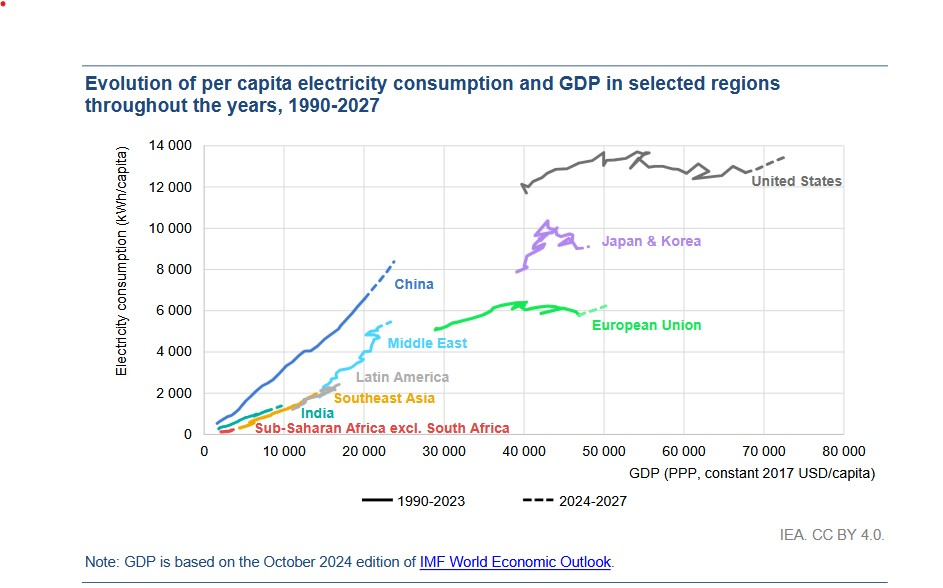 Evolution of per capita electricity consumption and GDP in selected regions
throughout the years, 1990-2027
Electricity consumption (kWh/capita)
14 000
12 000
10 000
8 000
6 000
4 000
2 000
0
United States
Japan & Korea
China
European Union
Middle East
Latin America
Southeast Asia
India
Sub-Saharan Africa excl. South Africa
0 10 000 20 000 30 000 40 000 50 000 60 000 70 000 80 000
GDP (PPP, constant 2017 USD/capita)
1990-2023 2024-2027
IEA. CC BY 4.0.
Note: GDP is based on the October 2024 edition of IMF World Economic Outlook.